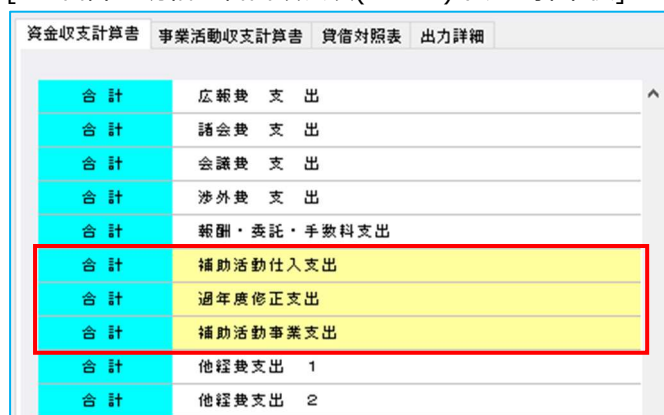 資金収支計算書 事業活動収支計算書 貸借対照表 出力詳細
合計 広報費 支 出
合計 諸会費 支 出
合計 会議費 支 出
合計 渉外費 支 出
合計 報酬・委託・手数料支出
合計 補助活動仕入支出
合計 過年度修正支出
合計 補助活動事業支出
合計 他経費支出 1
合計 他経費支出 2